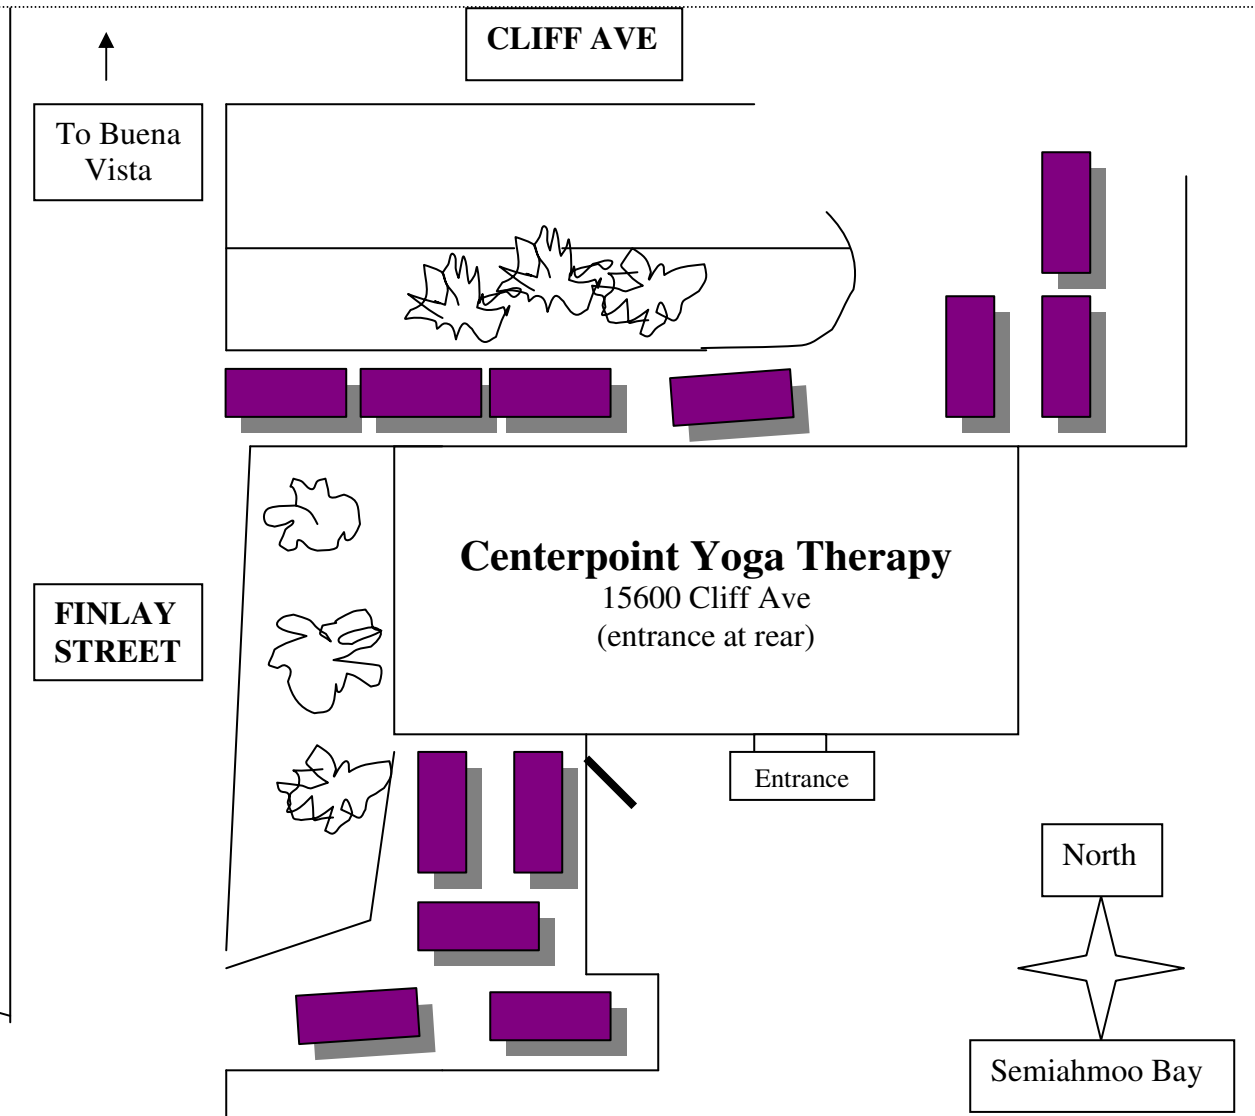 CLIFF AVE
To Buena
Vista
Centerpoint Yoga Therapy
15600 Cliff Ave
(entrance at rear)
FINLAY
STREET
Entrance
North
Semiahmoo Bay